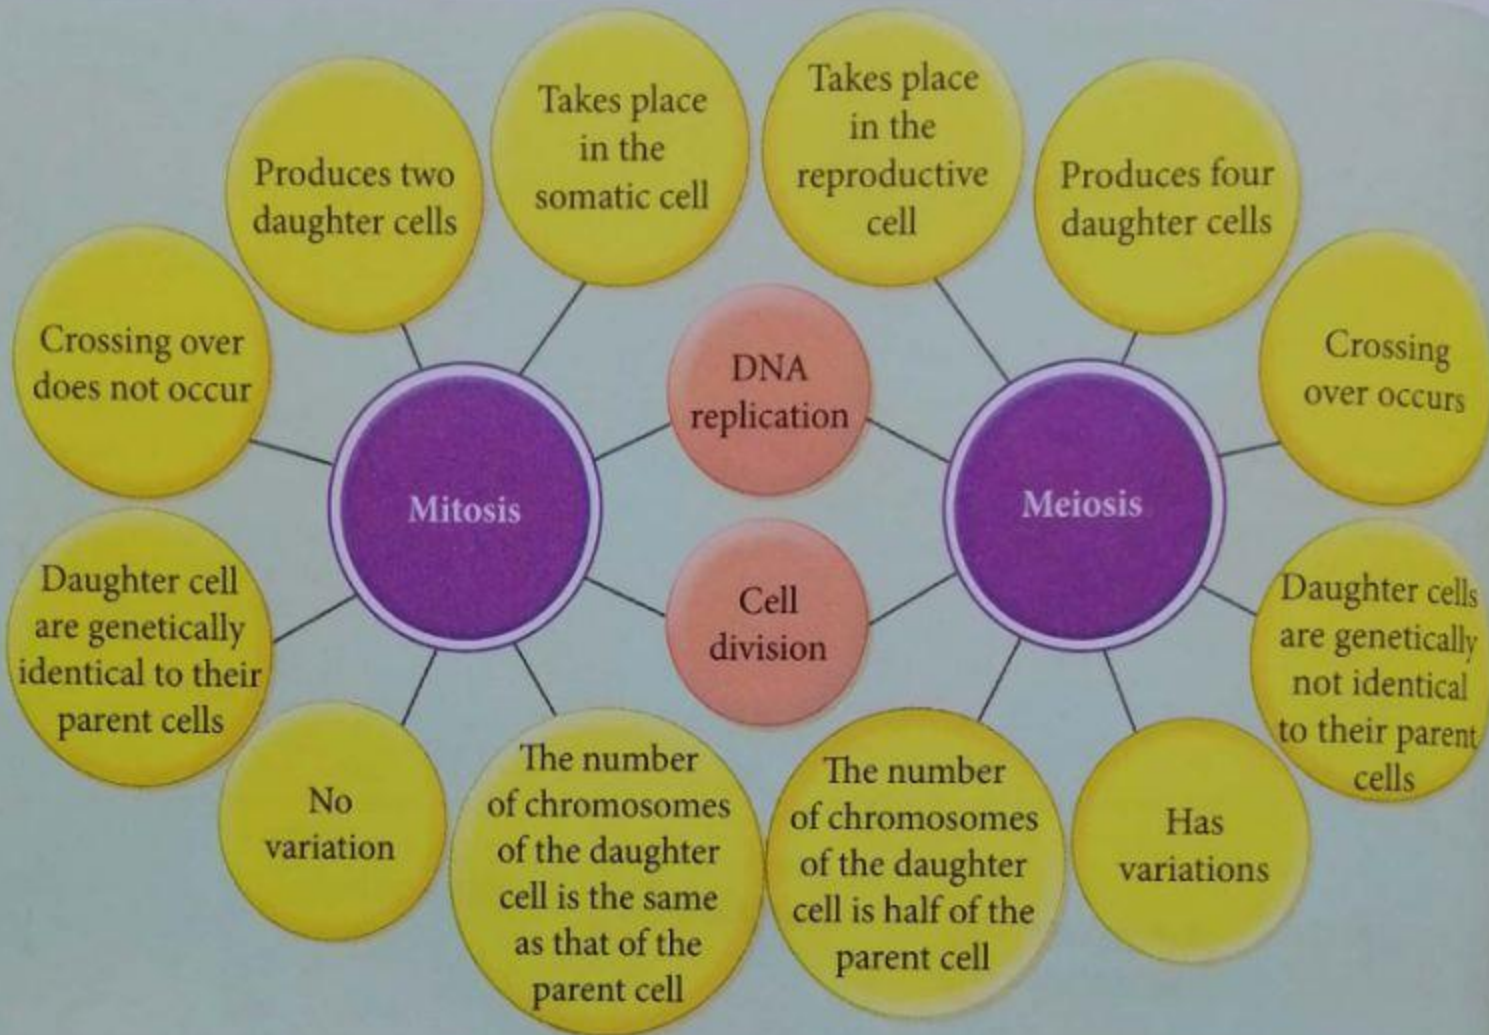 Takes place
in the
somatic cell
Produces two
daughter cells
Crossing over
does not occur
Daughter cell
are genetically
identical to their
parent cells
No
variation
The number
of chromosomes
of the daughter
cell is the same
as that of the
parent cell
Mitosis
DNA
replication
Cell
division
Meiosis
Takes place
in the
reproductive
cell
Produces four
daughter cells
Crossing
over occurs
Daughter cells
are genetically
not identical
to their parent
cells
Has
variations
The number
of chromosomes
of the daughter
cell is half of the
parent cell